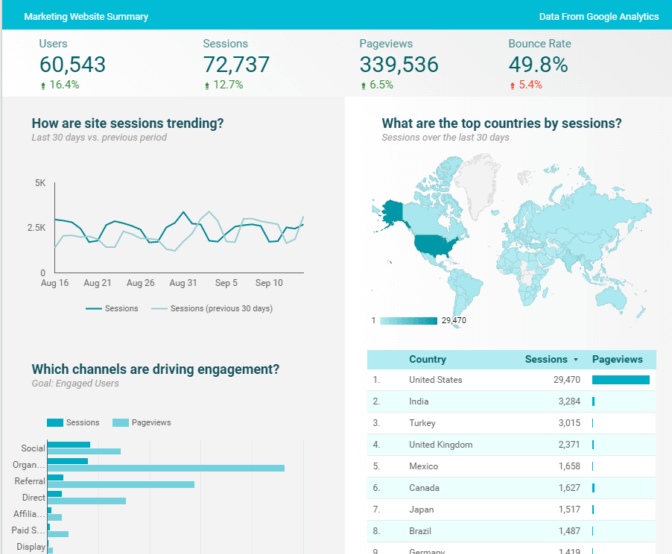 Marketing Website Summary
Data From Google Analytics
Users
60,543
16.4%
Sessions
72,737
12.7%
Pageviews
339,536
6.5%
Bounce Rate
49.8%
5.4%
How are site sessions trending?
Last 30 days vs. previous period
5K
2.5K
0
Aug 16 Aug 21 Aug 26 Aug 31 Sep 5 Sep 10
Sessions Sessions (previous 30 days)
What are the top countries by sessions?
Sessions over the last 30 days
1 29,470
Which channels are driving engagement?
Goal: Engaged Users
Sessions Pageviews
Social
Organ...
Referral
Direct
Affilia...
Paid S...
Display
Country Sessions Pageviews
1. United States 29,470
2. India 3,284
3. Turkey 3,015
4. United Kingdom 2,371
5. Mexico 1,658
6. Canada 1,627
7. Japan 1,517
8. Brazil 1,487
9. Germany 1,419